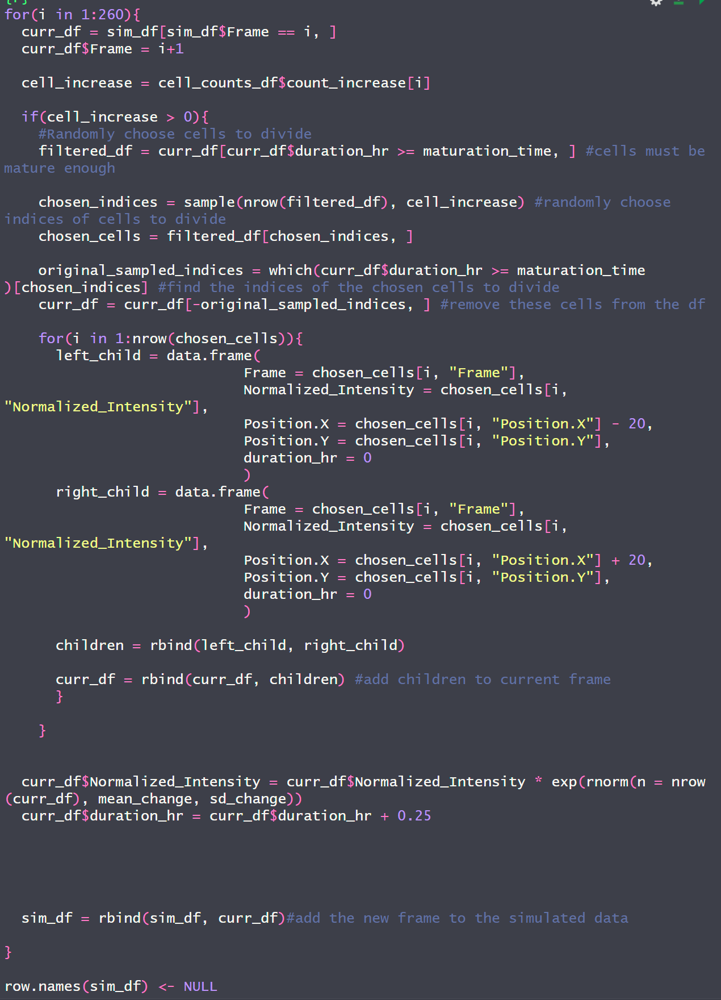 {r}
for(i in 1:260){
  curr_df = sim_df[sim_df$Frame == i, ]
  curr_df$Frame = i+1

  cell_increase = cell_counts_df$count_increase[i]

  if(cell_increase > 0){
    #Randomly choose cells to divide
    filtered_df = curr_df[curr_df$duration_hr >= maturation_time, ] #cells must be
mature enough

    chosen_indices = sample(nrow(filtered_df), cell_increase) #randomly choose
indices of cells to divide
    chosen_cells = filtered_df[chosen_indices, ]

    original_sampled_indices = which(curr_df$duration_hr >= maturation_time
)[chosen_indices] #find the indices of the chosen cells to divide
    curr_df = curr_df[-original_sampled_indices, ] #remove these cells from the df

    for(i in 1:nrow(chosen_cells)){
      left_child = data.frame(
                            Frame = chosen_cells[i, "Frame"],
                            Normalized_Intensity = chosen_cells[i,
"Normalized_Intensity"],
                            Position.X = chosen_cells[i, "Position.X"] - 20,
                            Position.Y = chosen_cells[i, "Position.Y"],
                            duration_hr = 0
                            )
      right_child = data.frame(
                            Frame = chosen_cells[i, "Frame"],
                            Normalized_Intensity = chosen_cells[i,
"Normalized_Intensity"],
                            Position.X = chosen_cells[i, "Position.X"] + 20,
                            Position.Y = chosen_cells[i, "Position.Y"],
                            duration_hr = 0
                            )

      children = rbind(left_child, right_child)

      curr_df = rbind(curr_df, children) #add children to current frame
      }

    }


  curr_df$Normalized_Intensity = curr_df$Normalized_Intensity * exp(rnorm(n = nrow
(curr_df), mean_change, sd_change))
  curr_df$duration_hr = curr_df$duration_hr + 0.25





  sim_df = rbind(sim_df, curr_df)#add the new frame to the simulated data

}

row.names(sim_df) <- NULL